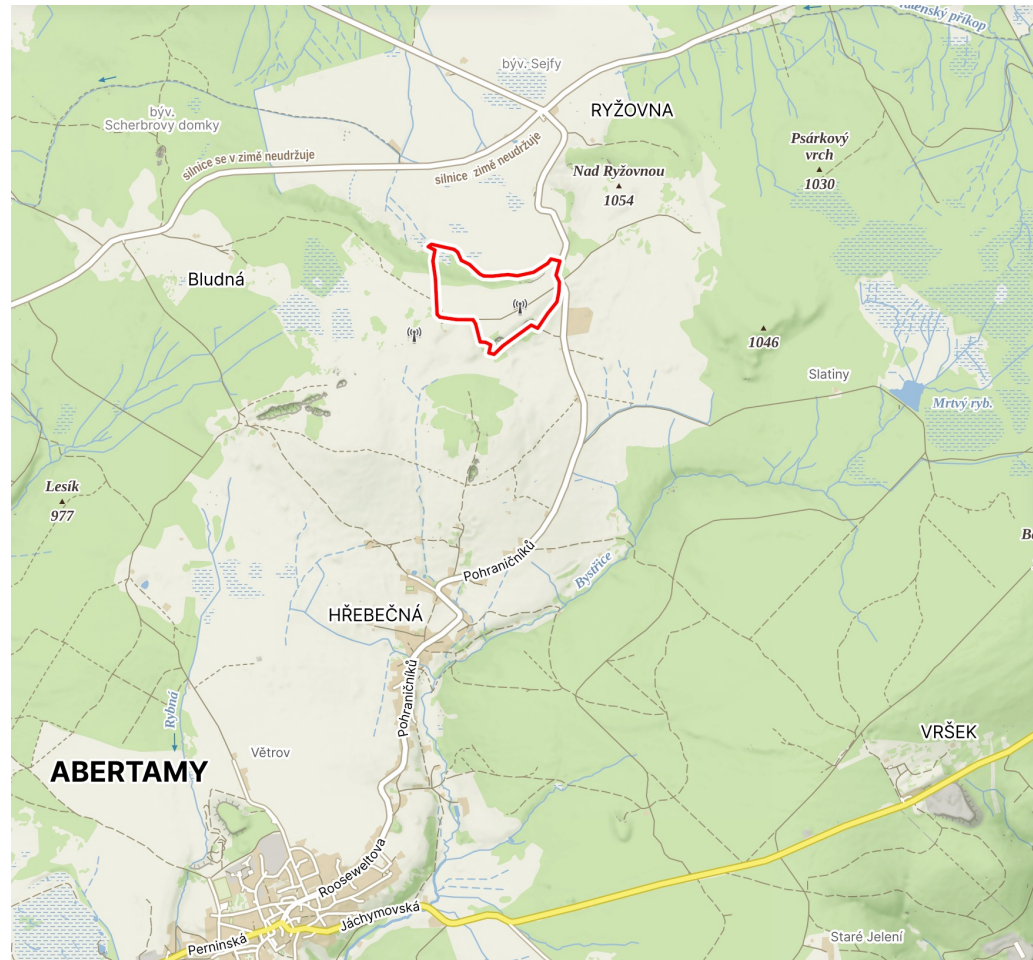 latenský příkop
býv. Sejfy
RYŽOVNA
býv.
Scherbrovy domky
Psárkový
vrch
1030
silnice se v zimě neudržuje
silnice zimě neudržuje
Nad Ryžovnou
1054
Bludná
1046
Slatiny
Mrtvý ryb.
Lesík
977
Pohraničníků
Bystřice
HŘEBEČNÁ
Pohraničníků
Rybná
VRŠEK
Větrov
ABERTAMY
Rooseweltova
Jáchymovská
Perninská
Staré Jelení